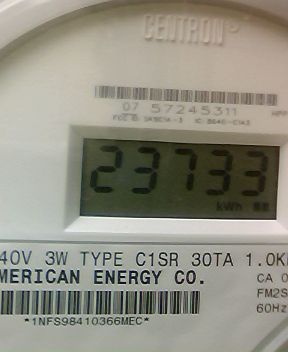 CENTRON
07 57245311
23733
kWh
40V 3W TYPE C1SR 30TA 1.0K
MERICAN ENERGY CO.
CA 0
FM2S
60Hz
*1NFS98410366MEC*